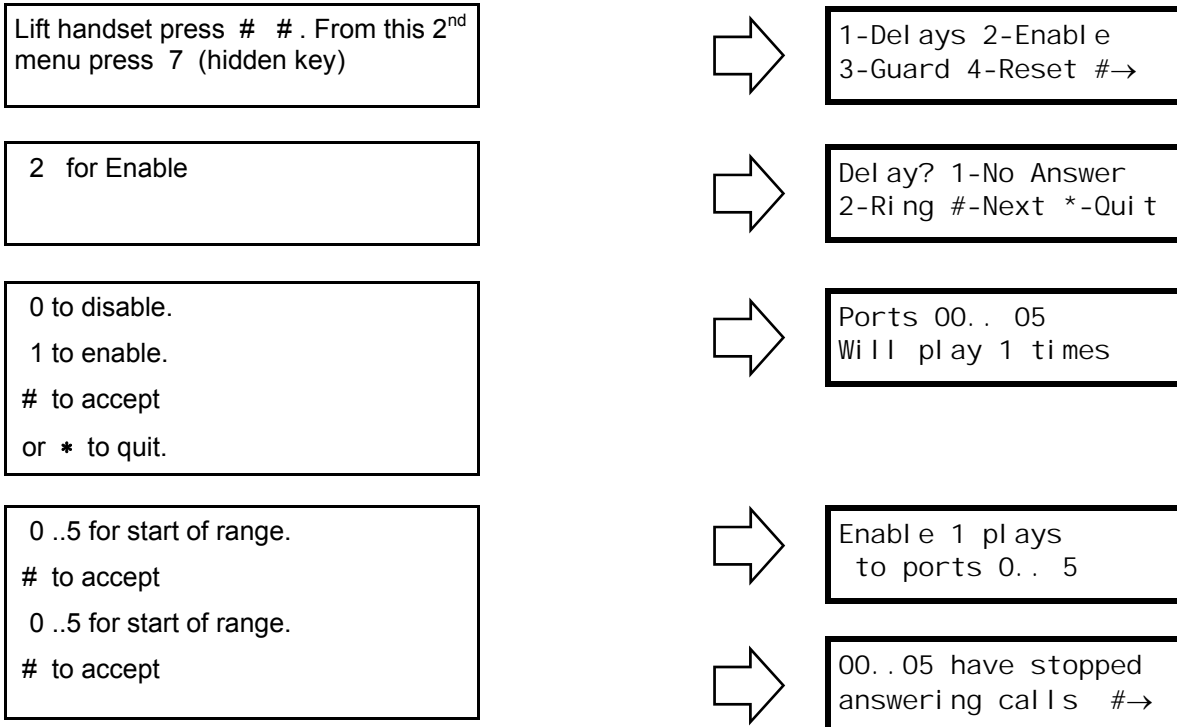 Lift handset press # # . From this 2nd
menu press 7 (hidden key)
1-Delays 2-Enable
3-Guard 4-Reset #→
2 for Enable
Delay? 1-No Answer
2-Ring #-Next *-Quit
0 to disable.
1 to enable.
# to accept
or * to quit.
Ports 00.. 05
Will play 1 times
0 ..5 for start of range.
# to accept
0 ..5 for start of range.
# to accept
Enable 1 plays
to ports 0.. 5
00..05 have stopped
answering calls #→